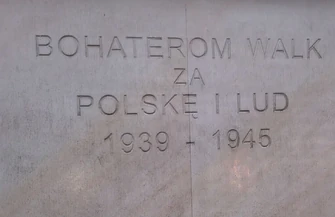 BOHATEROM WALK
ZA
POLSKĘ I LUD
1939 - 1945